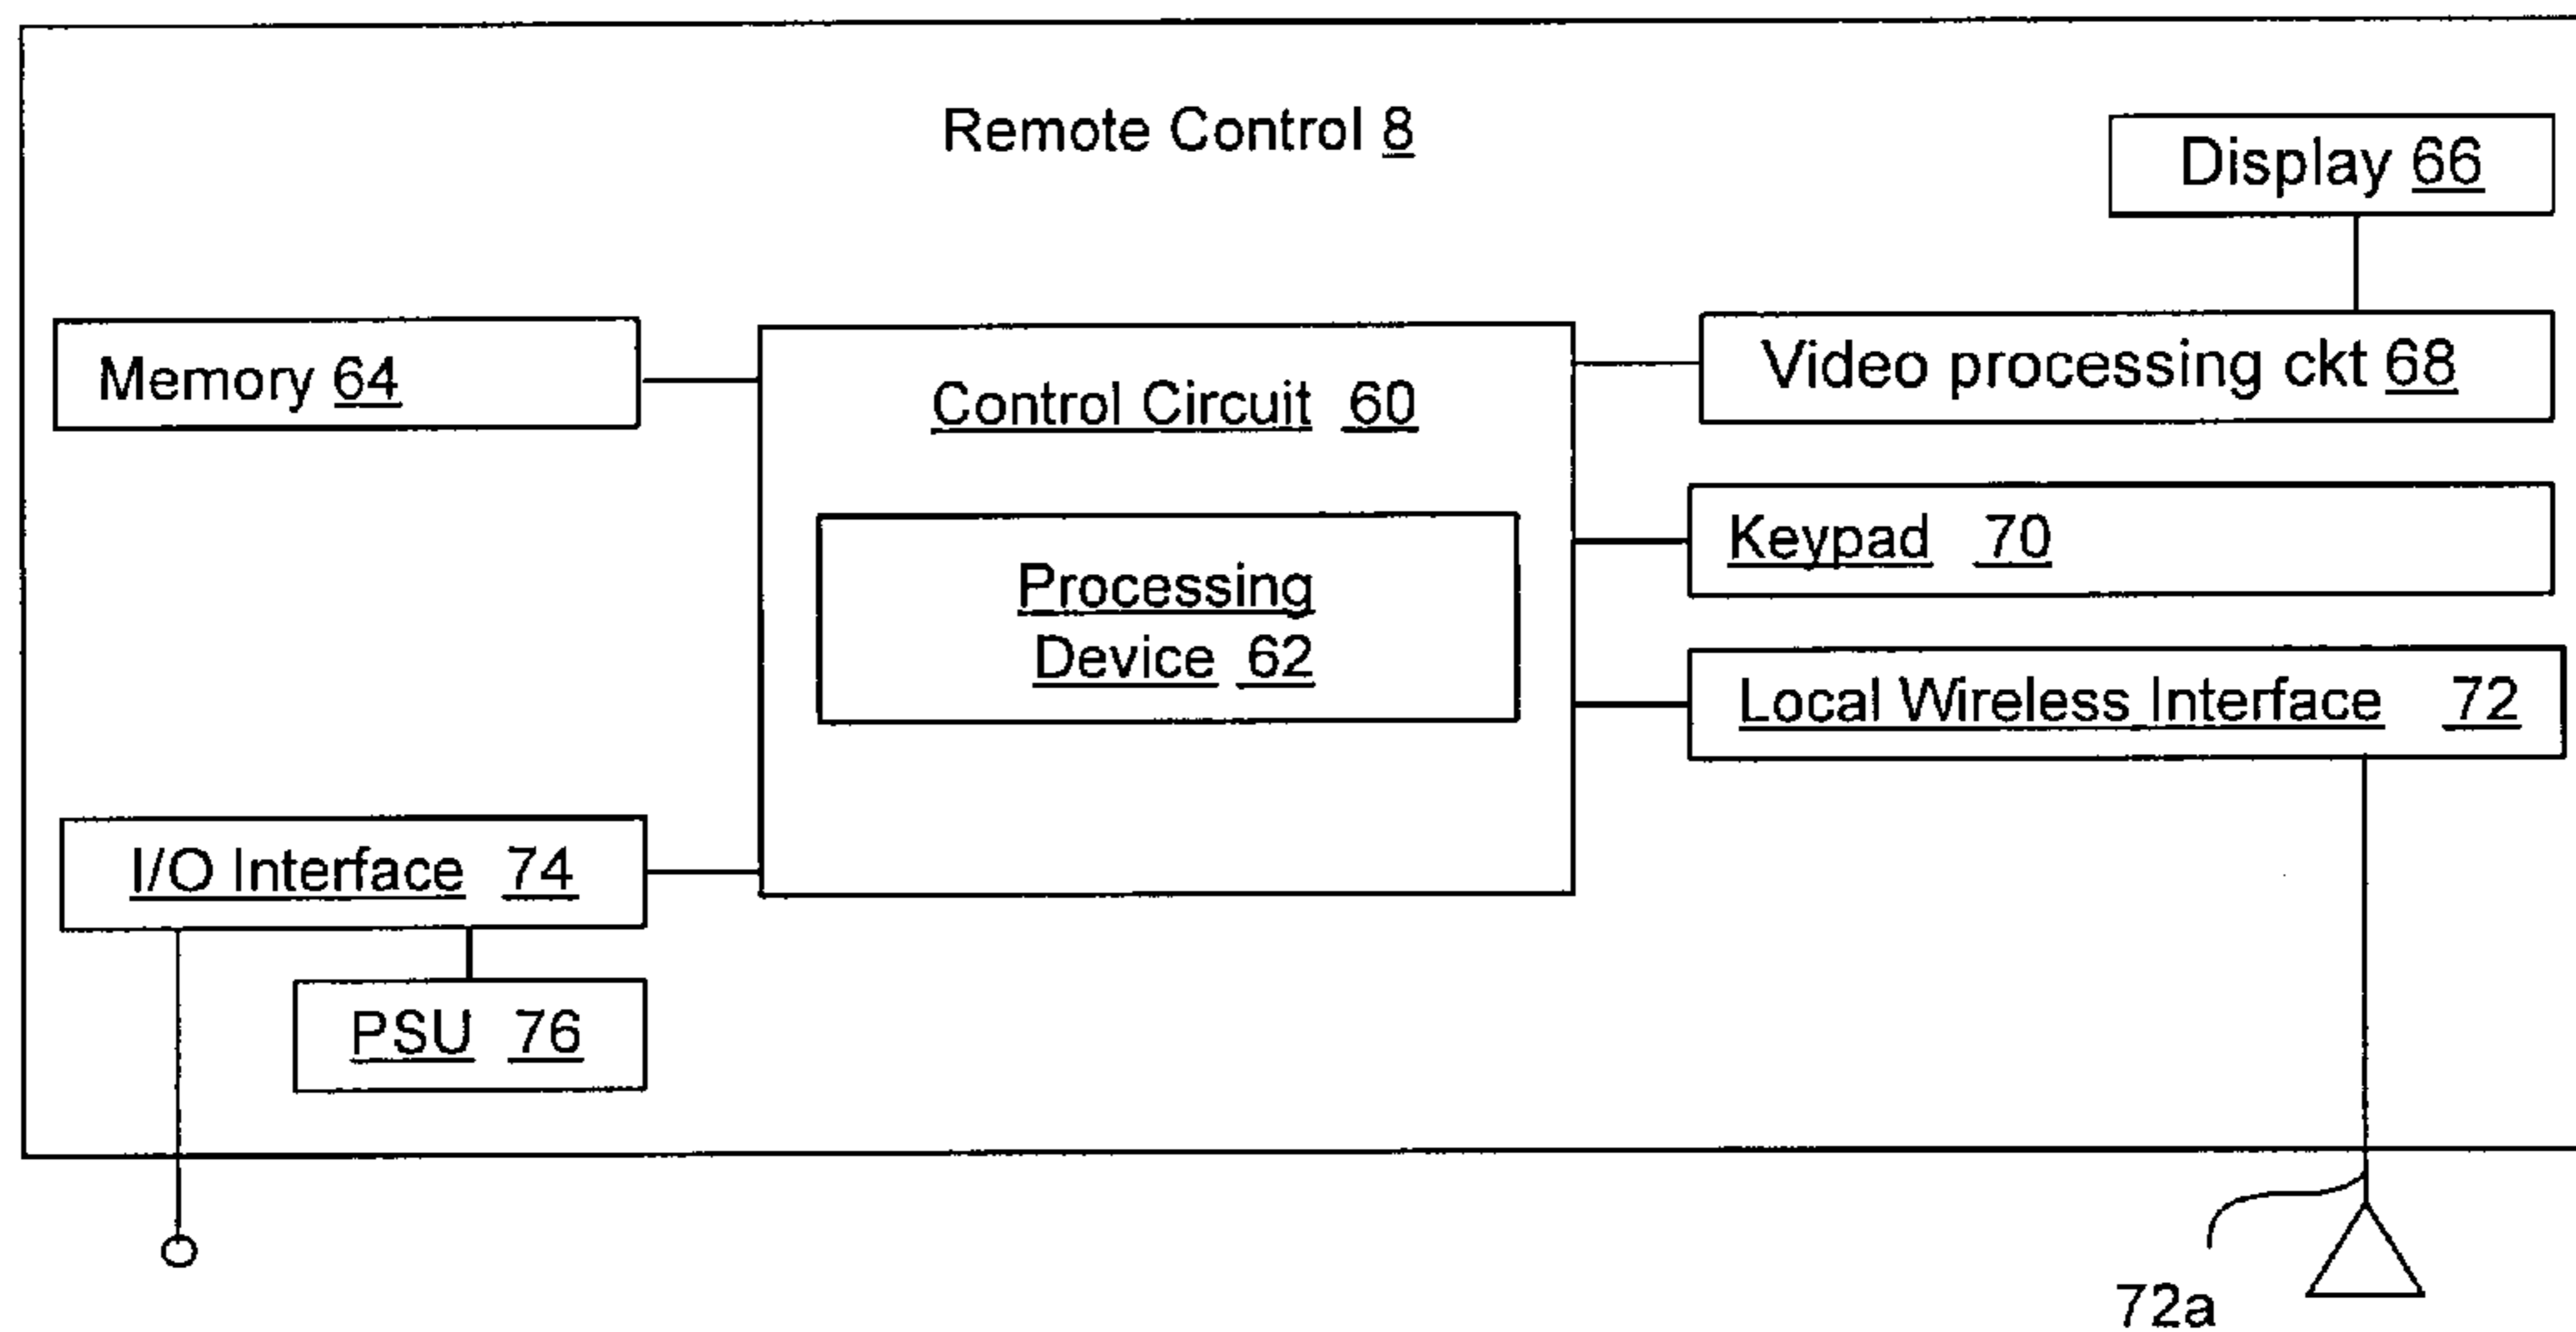 Remote Control 8
Display 66
Memory 64
Control Circuit 60
Video processing ckt 68
Processing
Device 62
Keypad 70
Local Wireless Interface 72
I/O Interface 74
PSU 76
72a